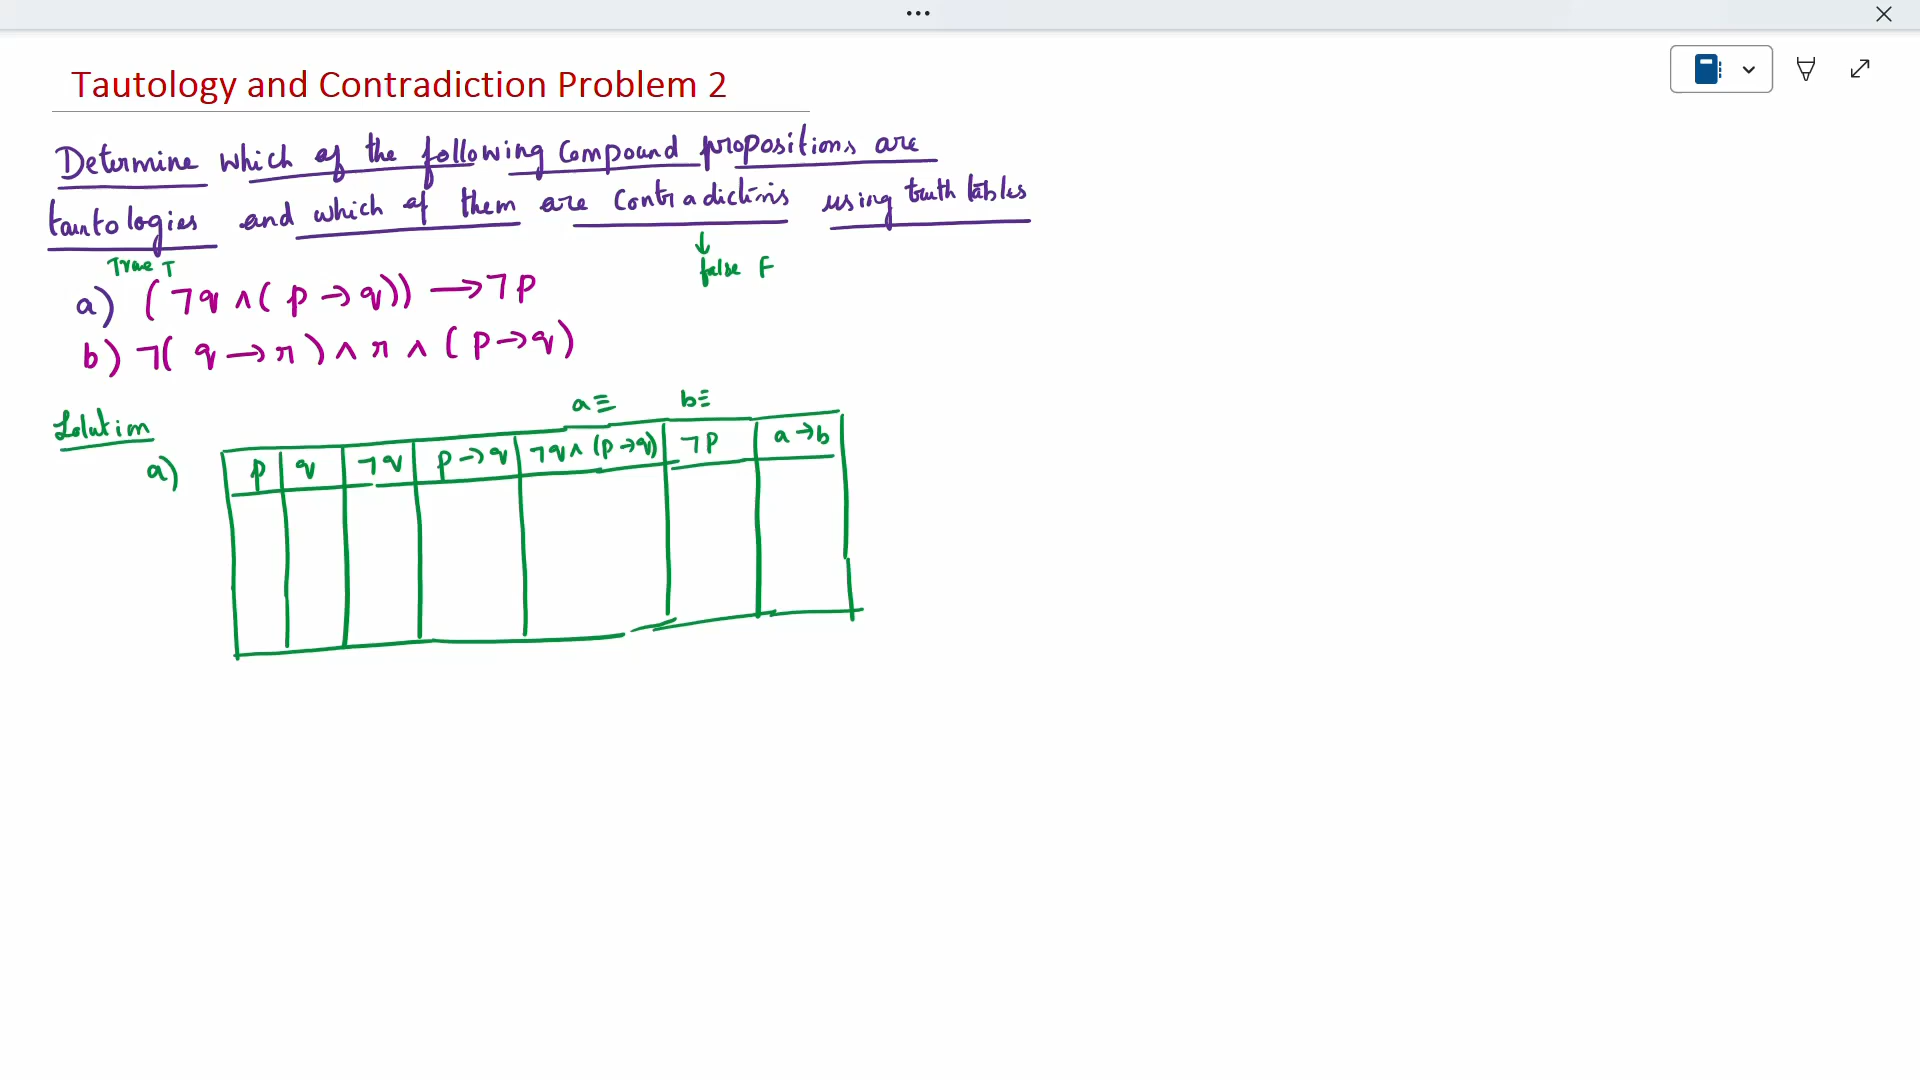 Tautology and Contradiction Problem 2
Determine which of the following Compound propositions are
tautologies and which of them are Contradictins using truth tables
True T
false F
a) (¬q ∧ (p → q)) → ¬p
b) ¬(q → r) ∧ r ∧ (p → q)
Solution
a≡ b≡
a) p q ¬q p → q ¬q ∧ (p → q) ¬p a → b